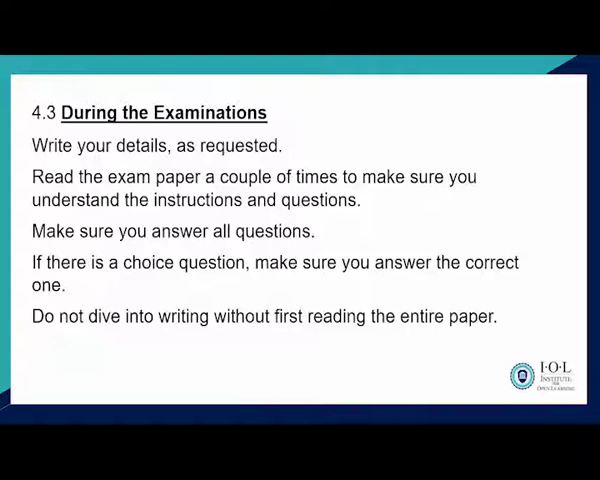 4.3 During the Examinations
Write your details, as requested.
Read the exam paper a couple of times to make sure you
understand the instructions and questions.
Make sure you answer all questions.
If there is a choice question, make sure you answer the correct
one.
Do not dive into writing without first reading the entire paper.
I·O·L
INSTITUTE
FOR
OPEN LEARNING